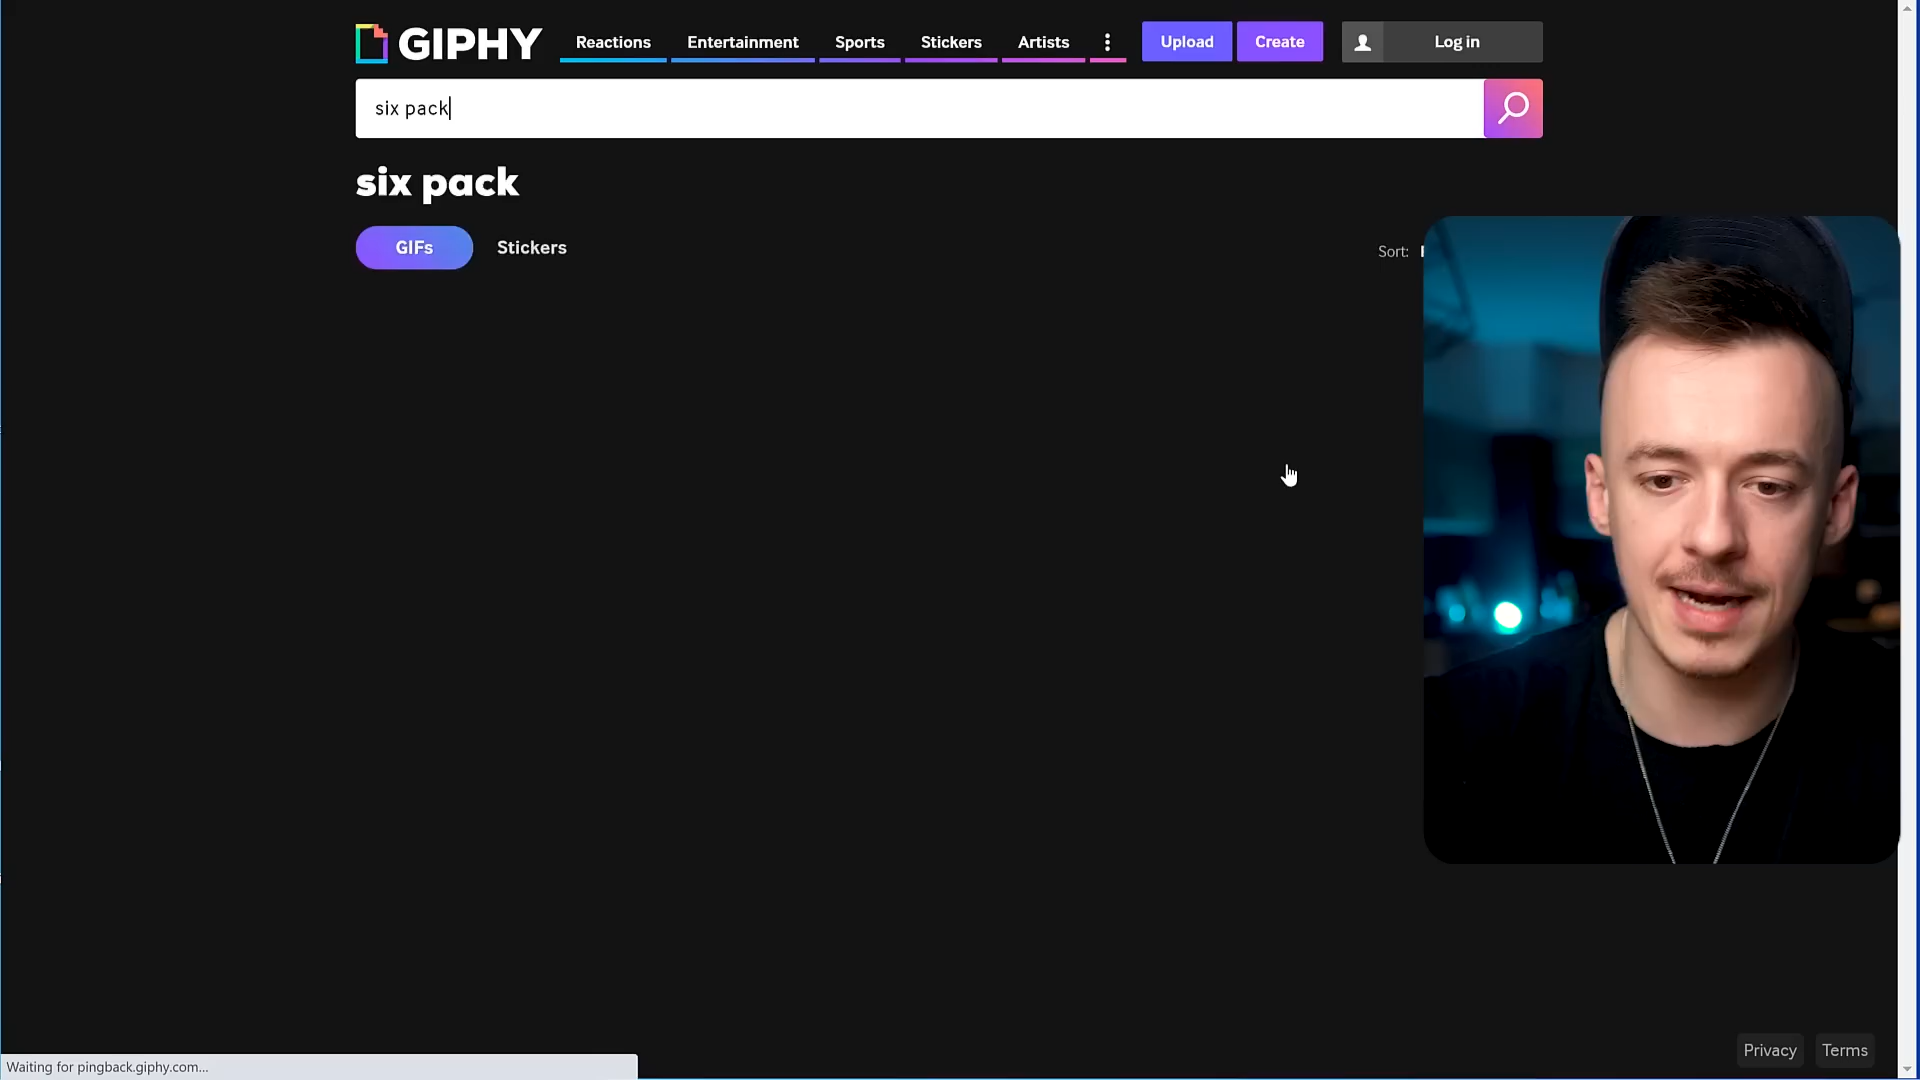 GIPHY
Reactions
Entertainment
Sports
Stickers
Artists
Upload
Create
Log in
six pack
six pack
GIFs
Stickers
Sort:
Privacy
Terms
Waiting for pingback.giphy.com...